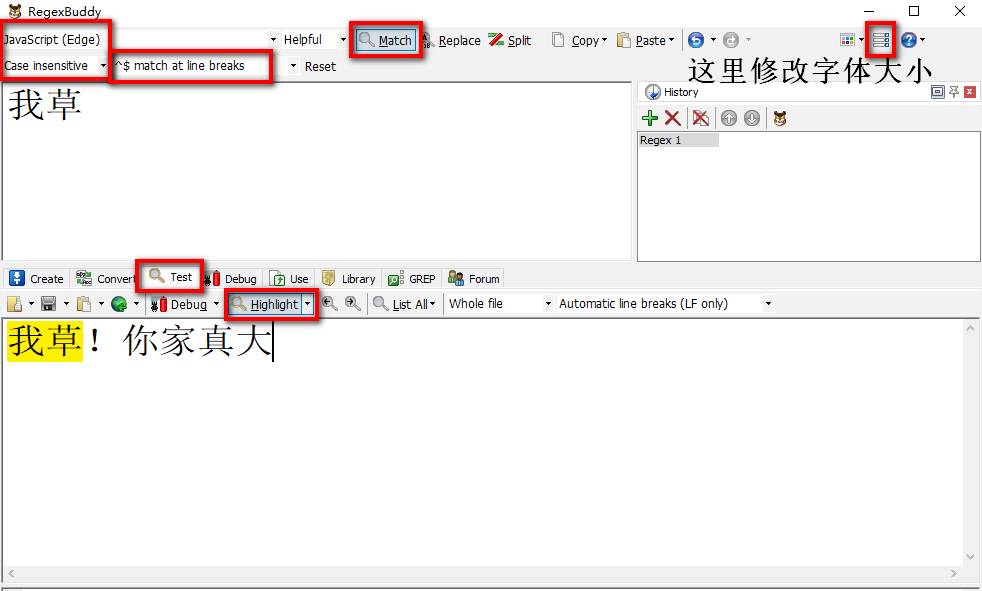 RegexBuddy
JavaScript (Edge) Helpful Match Replace Split Copy Paste
Case insensitive ^$ match at line breaks Reset
这里修改字体大小
我草
History
Regex 1
Create Convert Test Debug Use Library GREP Forum
Debug Highlight List All Whole file Automatic line breaks (LF only)
我草！你家真大